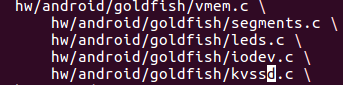 hw/android/goldfish/vmem.c \
hw/android/goldfish/segments.c \
hw/android/goldfish/leds.c \
hw/android/goldfish/iodev.c \
hw/android/goldfish/kvssd.c \